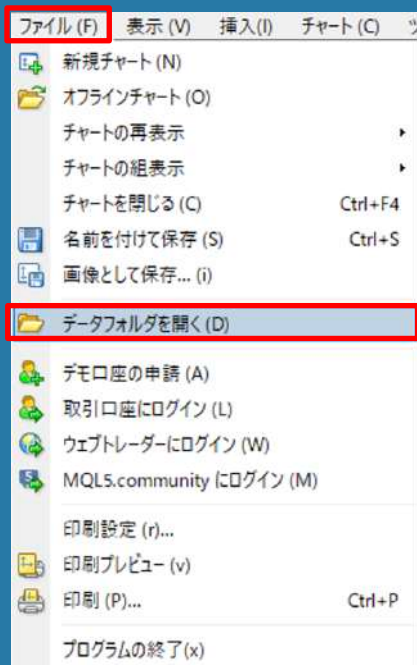 ファイル (F) 表示 (V) 挿入(I) チャート (C) ツ
新規チャート (N)
オフラインチャート (O)
チャートの再表示
チャートの組表示
チャートを閉じる (C) Ctrl+F4
名前を付けて保存 (S) Ctrl+S
画像として保存... (i)
データフォルダを開く (D)
デモ口座の申請 (A)
取引口座にログイン (L)
ウェブトレーダーにログイン (W)
MQL5.community にログイン (M)
印刷設定 (r)...
印刷プレビュー (v)
印刷 (P)... Ctrl+P
プログラムの終了(x)